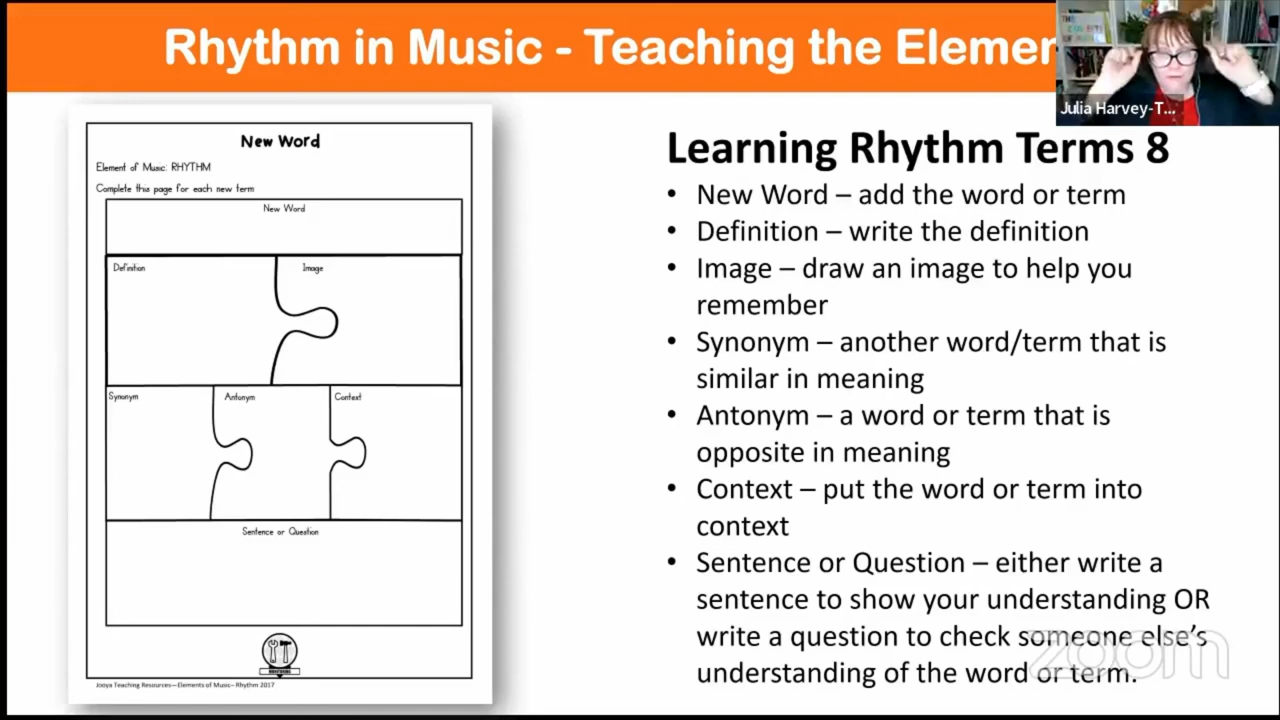 Rhythm in Music - Teaching the Elemen
Julia Harvey-T...
New Word
Element of Music: RHYTHM
Complete this page for each new term
New Word
Definition
Image
Synonym
Antonym
Context
Sentence or Question
Jooya Teaching Resources—Elements of Music– Rhythm 2017
Learning Rhythm Terms 8
• New Word – add the word or term
• Definition – write the definition
• Image – draw an image to help you
remember
• Synonym – another word/term that is
similar in meaning
• Antonym – a word or term that is
opposite in meaning
• Context – put the word or term into
context
• Sentence or Question – either write a
sentence to show your understanding OR
write a question to check someone else’s
understanding of the word or term.
zoom